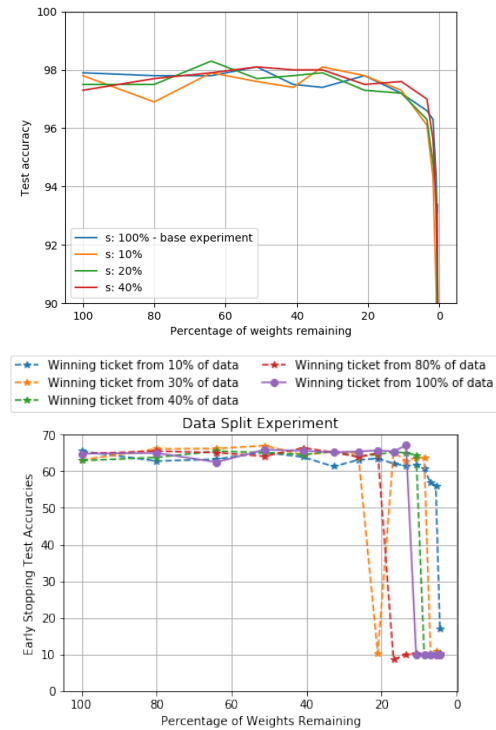 100
98
96
94
92
90
Test accuracy
s: 100% - base experiment
s: 10%
s: 20%
s: 40%
100 80 60 40 20 0
Percentage of weights remaining
Winning ticket from 10% of data Winning ticket from 80% of data
Winning ticket from 30% of data Winning ticket from 100% of data
Winning ticket from 40% of data
Data Split Experiment
70
60
50
40
30
20
10
0
Early Stopping Test Accuracies
100 80 60 40 20 0
Percentage of Weights Remaining